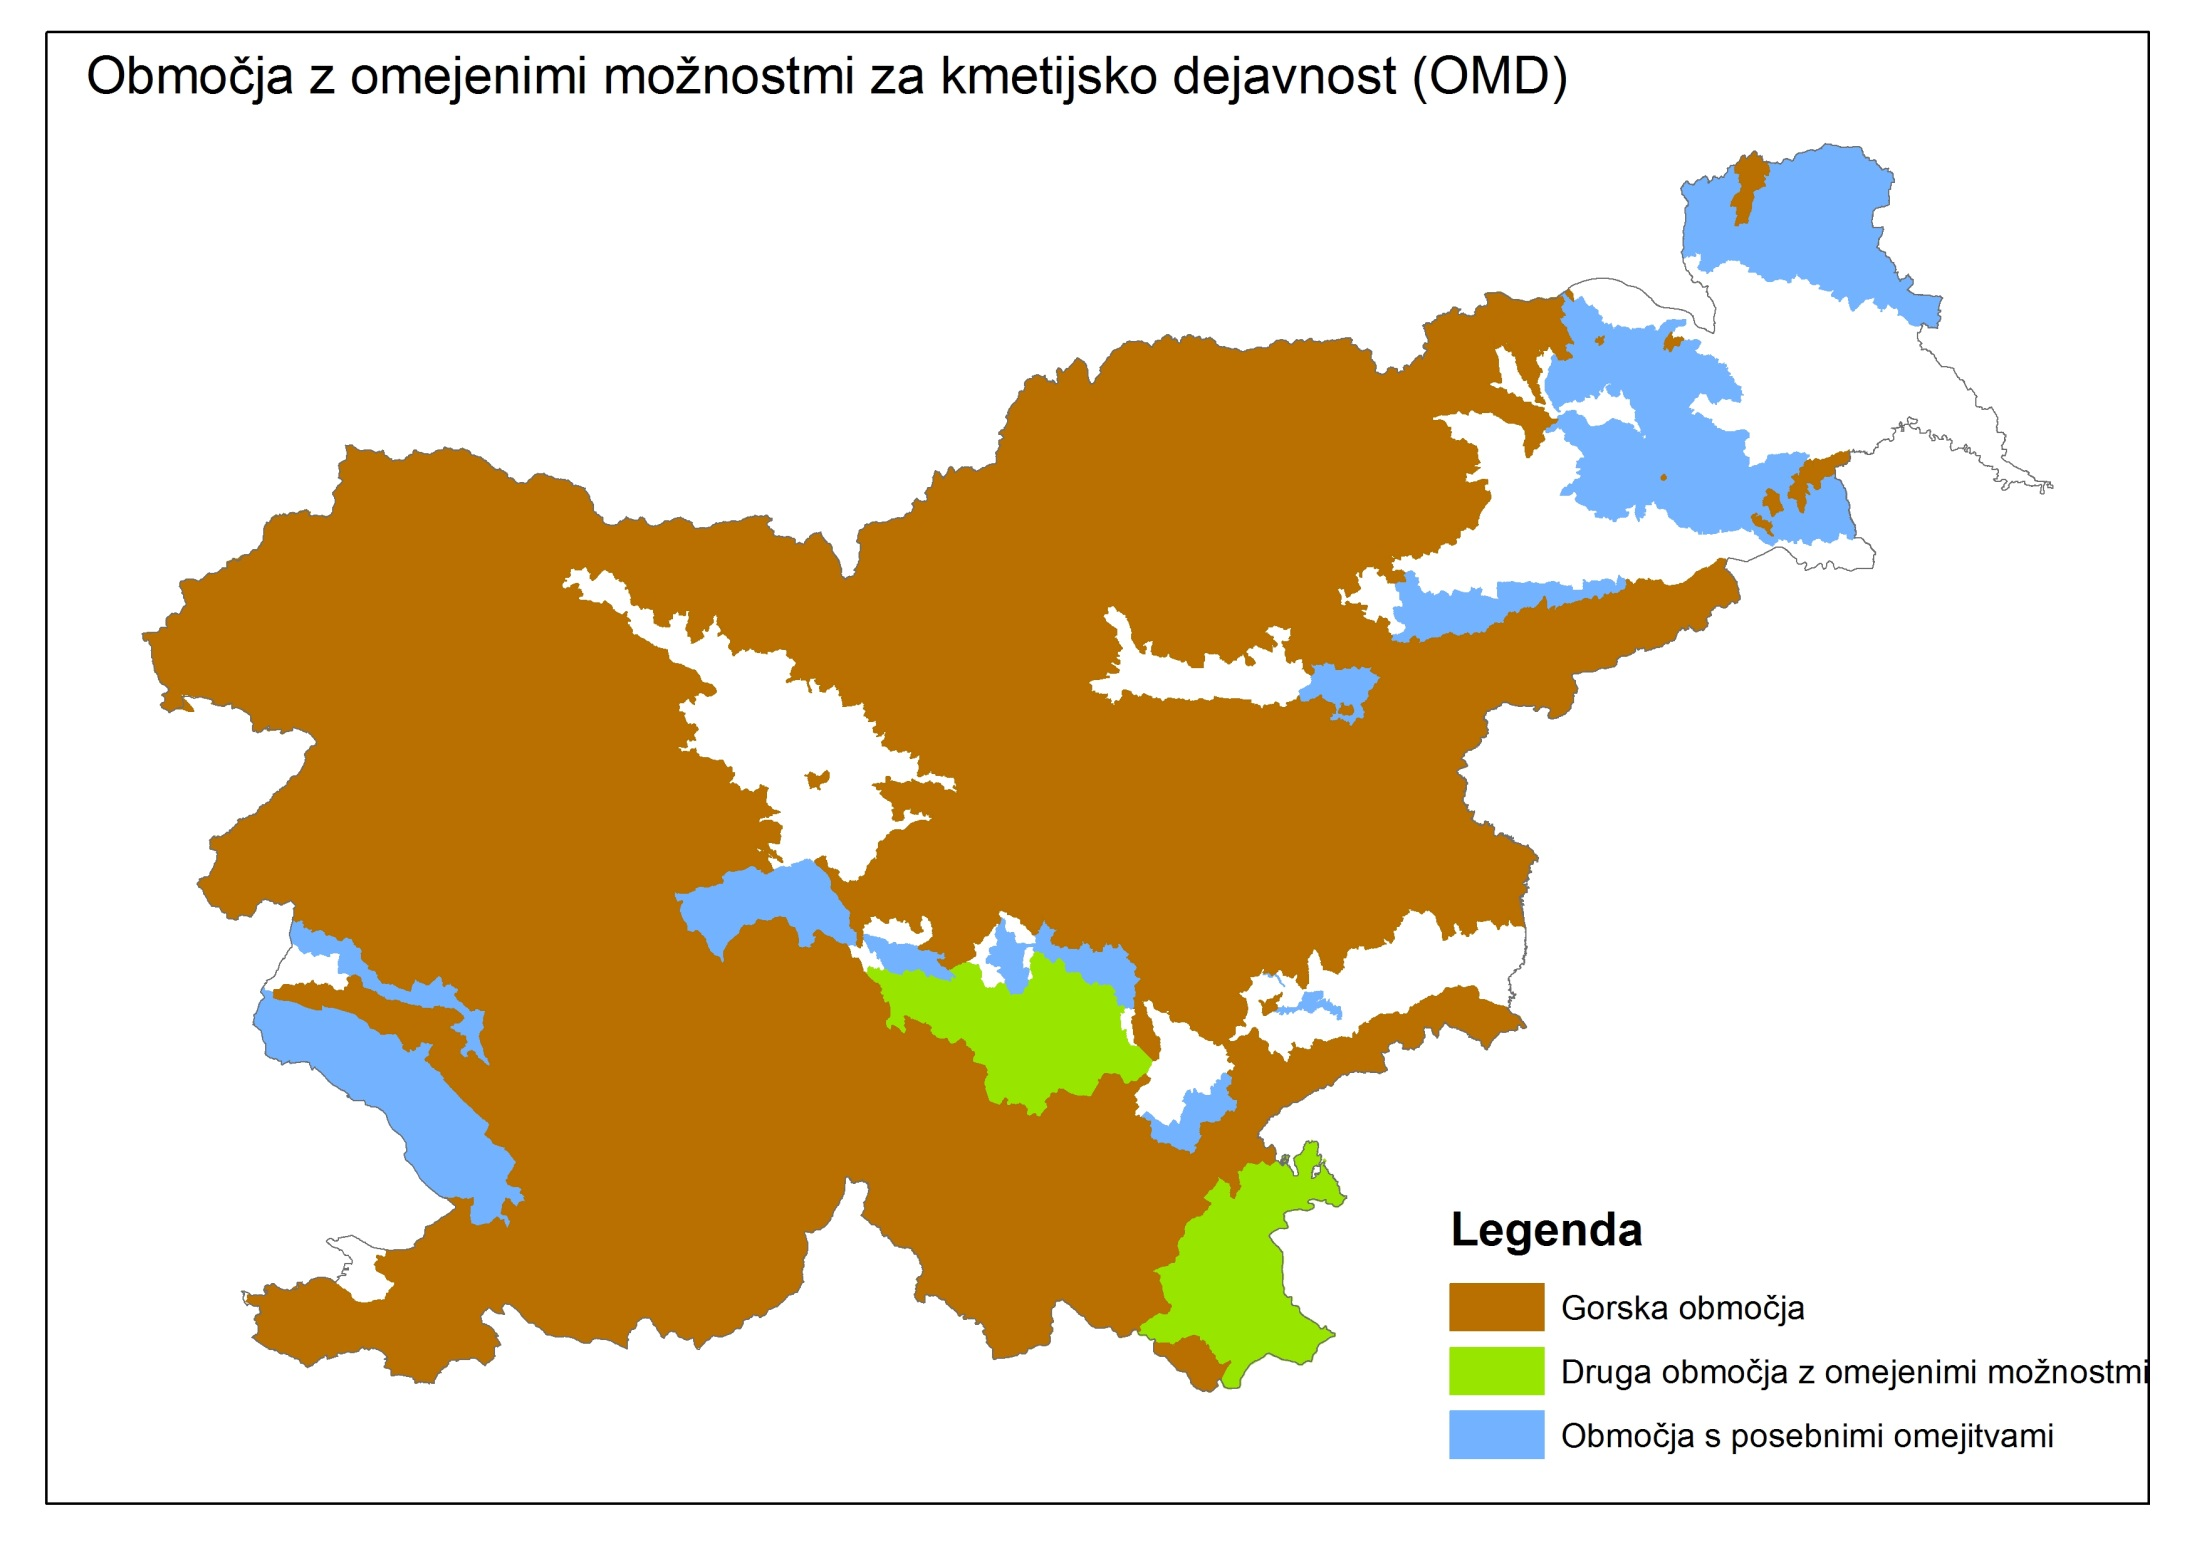 Območja z omejenimi možnostmi za kmetijsko dejavnost (OMD)
Legenda
Gorska območja
Druga območja z omejenimi možnostmi
Območja s posebnimi omejitvami